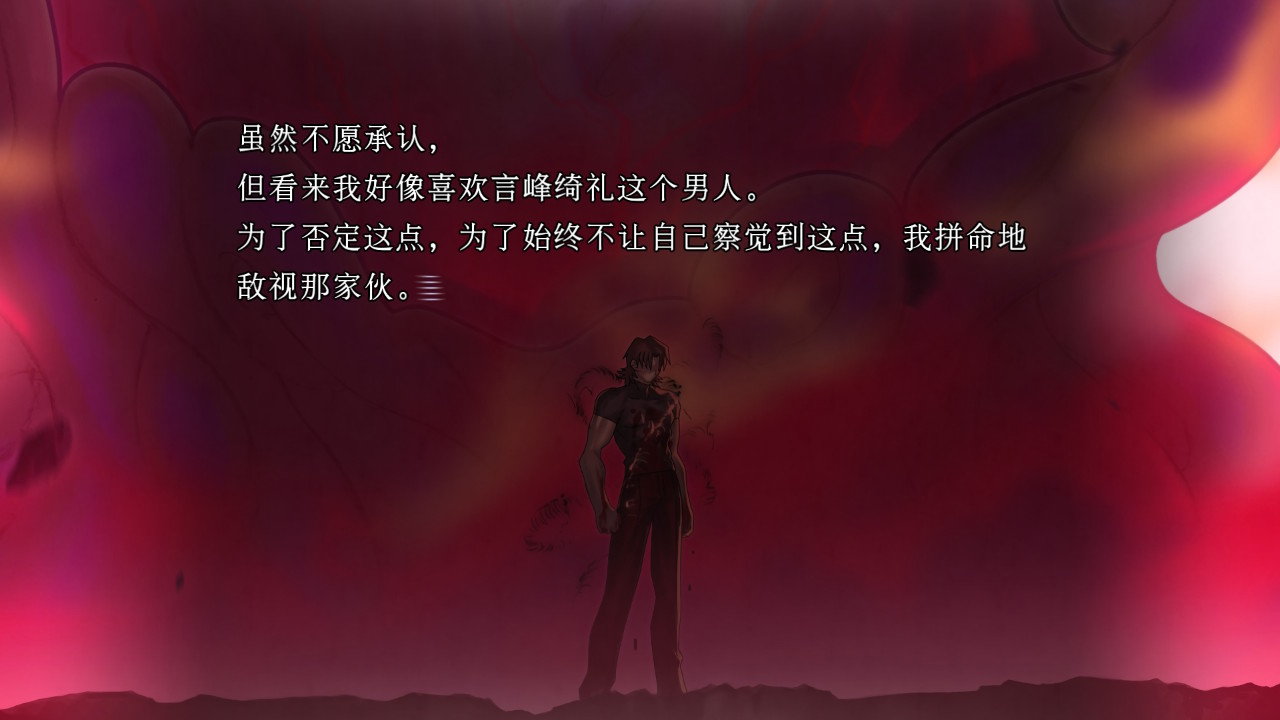 虽然不愿承认，
但看来我好像喜欢言峰绮礼这个男人。
为了否定这点，为了始终不让自己察觉到这点，我拼命地
敌视那家伙。